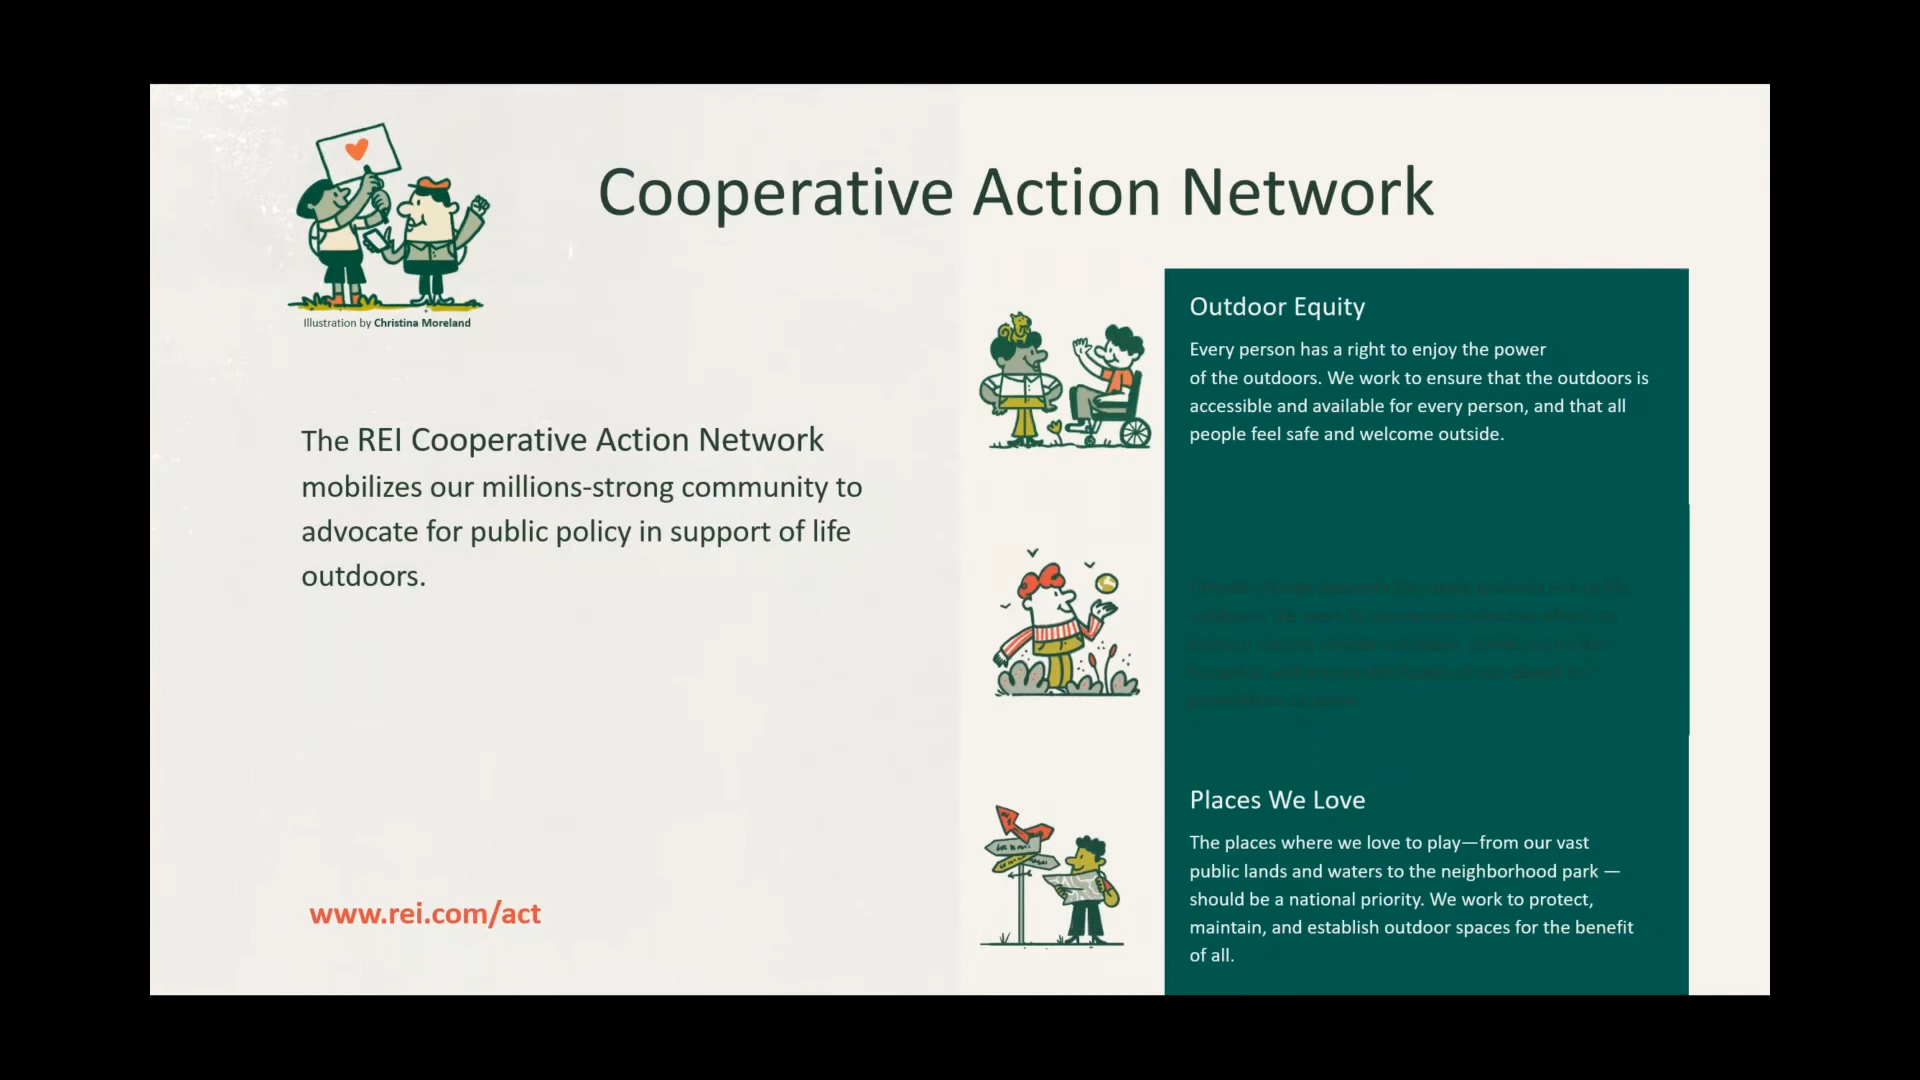 Cooperative Action Network
Illustration by Christina Moreland
The REI Cooperative Action Network
mobilizes our millions-strong community to
advocate for public policy in support of life
outdoors.
www.rei.com/act
Outdoor Equity
Every person has a right to enjoy the power
of the outdoors. We work to ensure that the outdoors is
accessible and available for every person, and that all
people feel safe and welcome outside.
Places We Love
The places where we love to play—from our vast
public lands and waters to the neighborhood park —
should be a national priority. We work to protect,
maintain, and establish outdoor spaces for the benefit
of all.